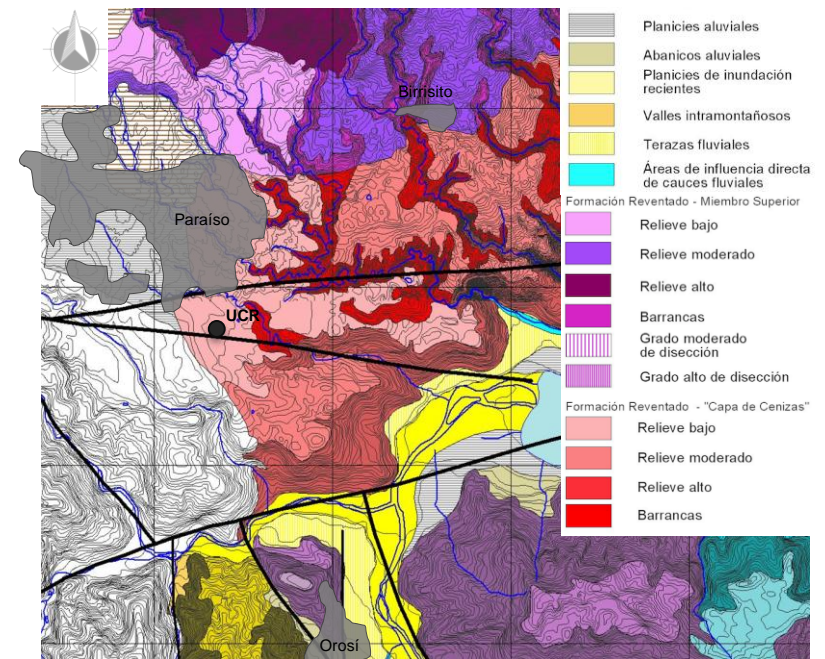 Birrisito
Paraíso
UCR
Orosí
Planicies aluviales
Abanicos aluviales
Planicies de inundación
recientes
Valles intramontañosos
Terazas fluviales
Áreas de influencia directa
de cauces fluviales
Formación Reventado - Miembro Superior
Relieve bajo
Relieve moderado
Relieve alto
Barrancas
Grado moderado
de disección
Grado alto de disección
Formación Reventado - "Capa de Cenizas"
Relieve bajo
Relieve moderado
Relieve alto
Barrancas